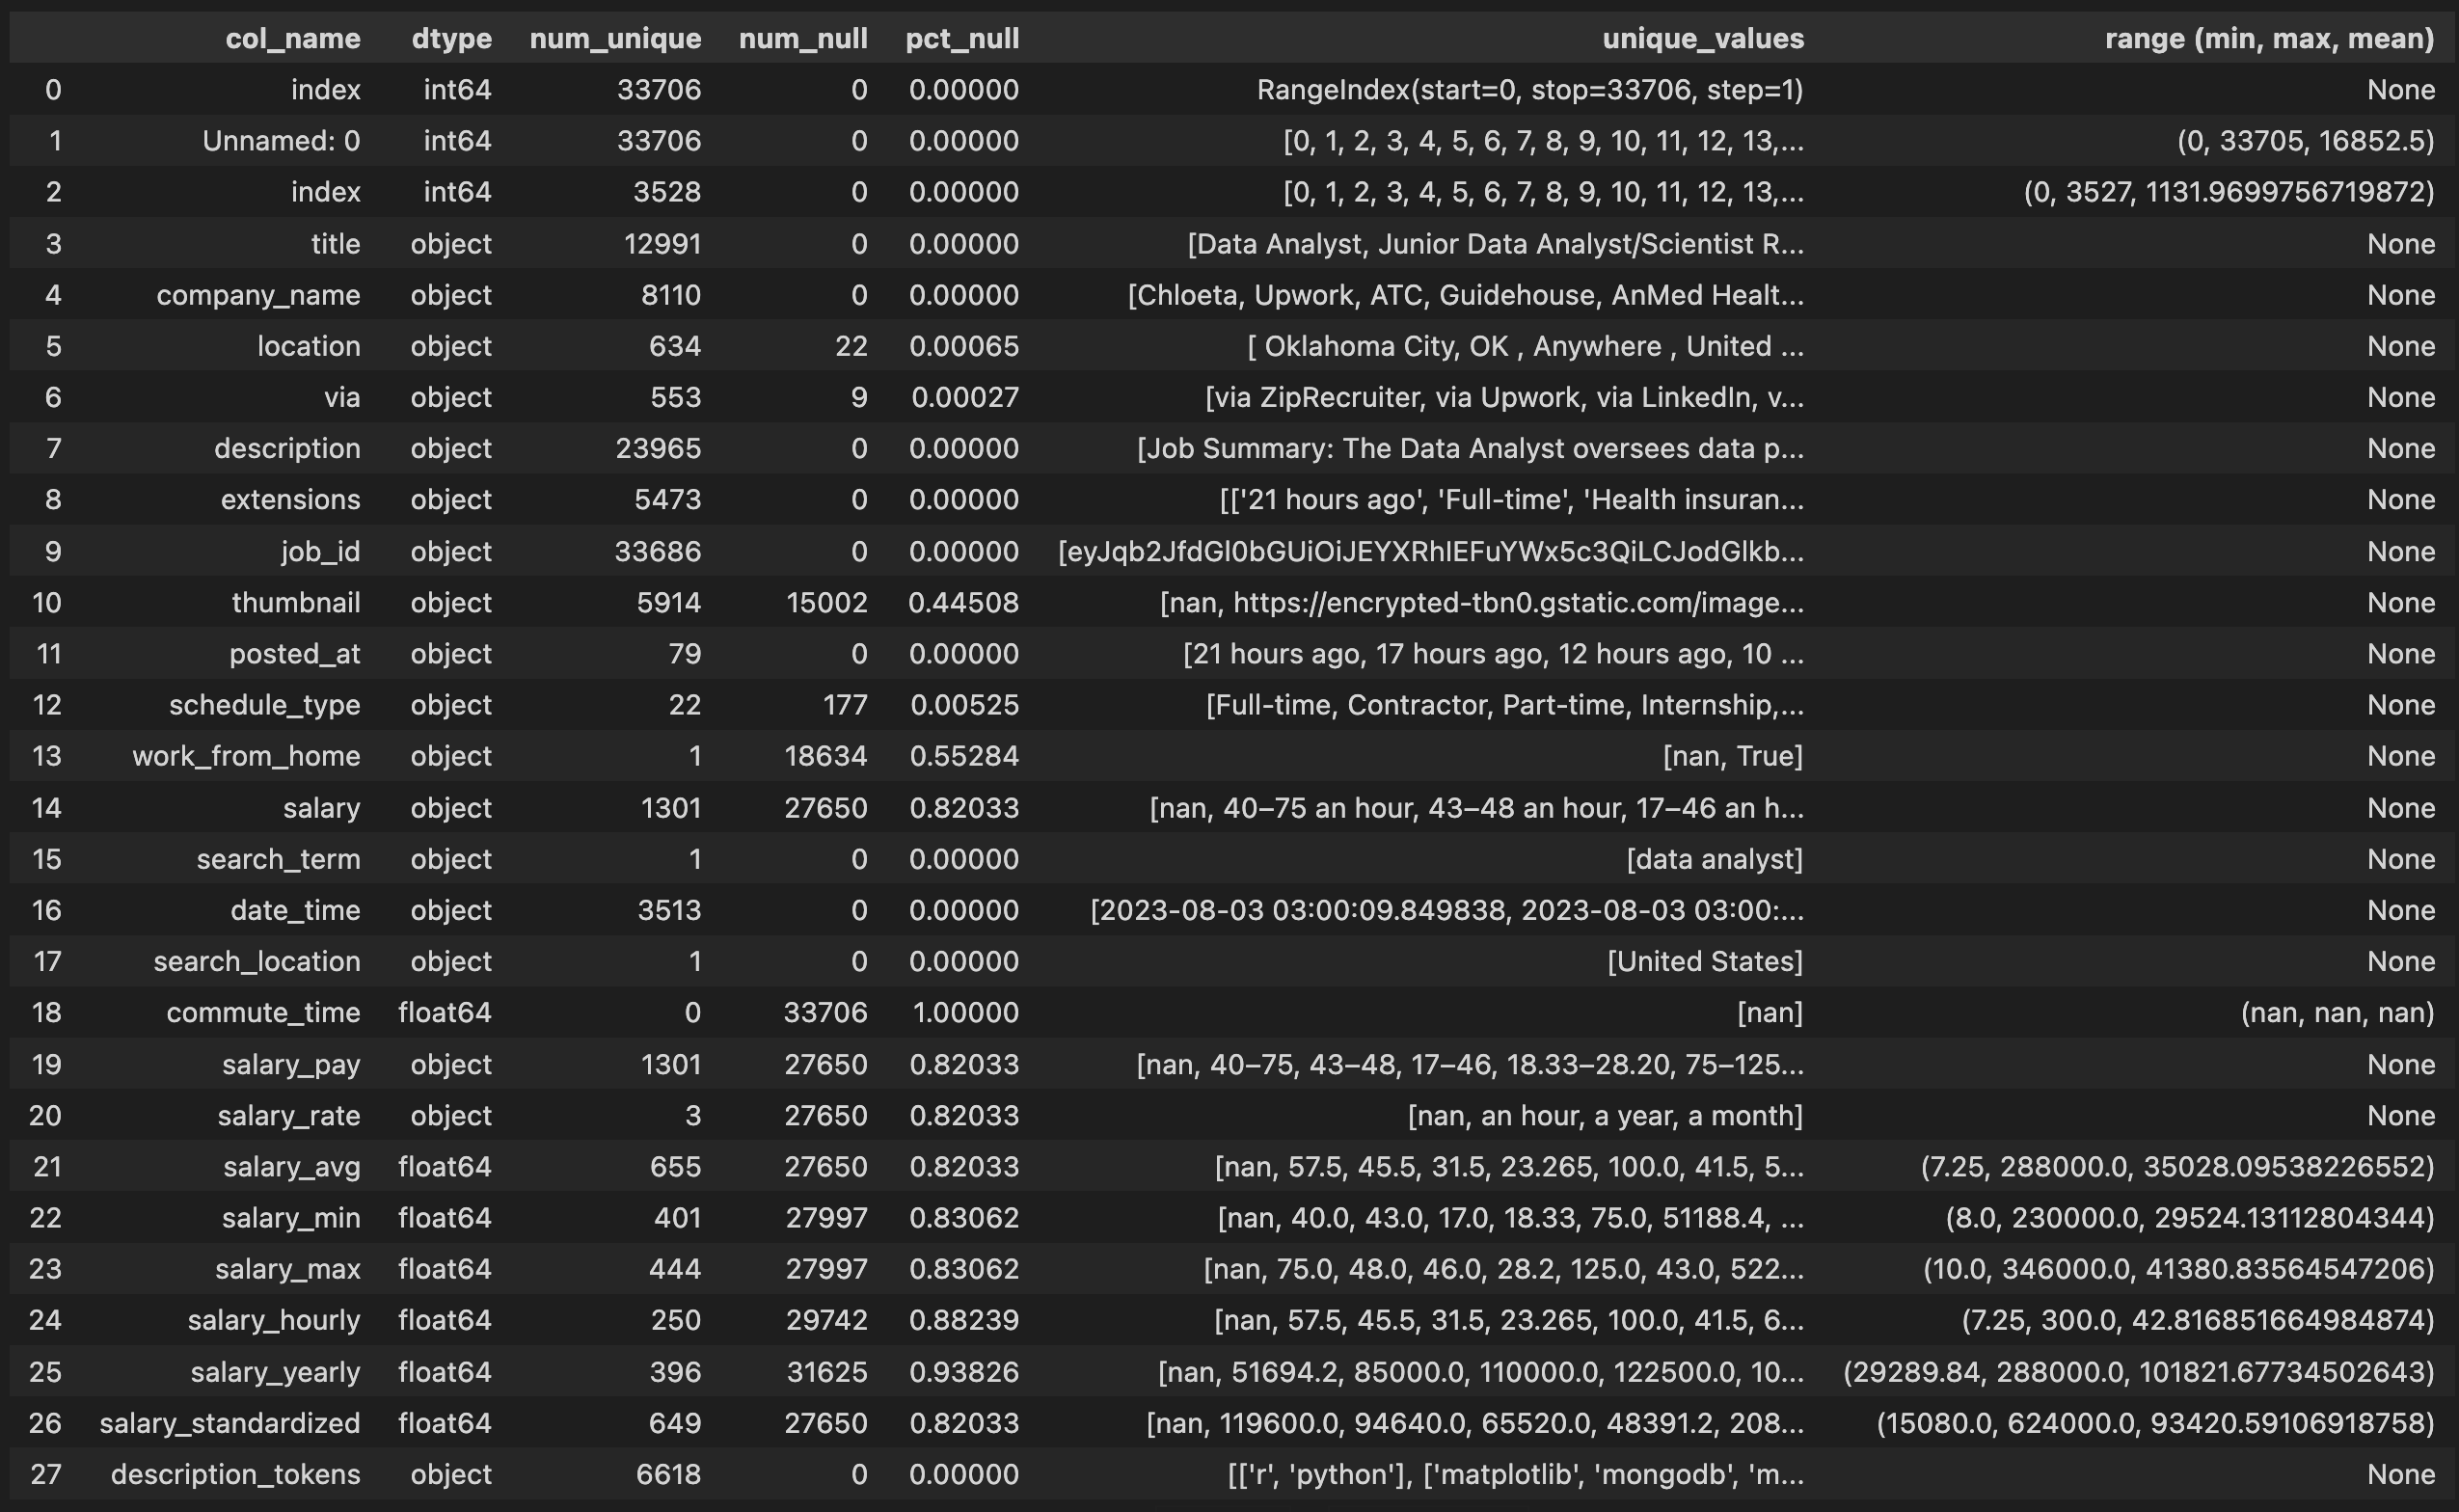 col_name dtype num_unique num_null pct_null unique_values range (min, max, mean)
0 index int64 33706 0 0.00000 RangeIndex(start=0, stop=33706, step=1) None
1 Unnamed: 0 int64 33706 0 0.00000 [0, 1, 2, 3, 4, 5, 6, 7, 8, 9, 10, 11, 12, 13,... (0, 33705, 16852.5)
2 index int64 3528 0 0.00000 [0, 1, 2, 3, 4, 5, 6, 7, 8, 9, 10, 11, 12, 13,... (0, 3527, 1131.9699756719872)
3 title object 12991 0 0.00000 [Data Analyst, Junior Data Analyst/Scientist R... None
4 company_name object 8110 0 0.00000 [Chloeta, Upwork, ATC, Guidehouse, AnMed Healt... None
5 location object 634 22 0.00065 [ Oklahoma City, OK , Anywhere , United ... None
6 via object 553 9 0.00027 [via ZipRecruiter, via Upwork, via LinkedIn, v... None
7 description object 23965 0 0.00000 [Job Summary: The Data Analyst oversees data p... None
8 extensions object 5473 0 0.00000 [['21 hours ago', 'Full-time', 'Health insuran... None
9 job_id object 33686 0 0.00000 [eyJqb2JfdGl0bGUiOiJEYXRhIEFuYWx5c3QiLCJodGlkb... None
10 thumbnail object 5914 15002 0.44508 [nan, https://encrypted-tbn0.gstatic.com/image... None
11 posted_at object 79 0 0.00000 [21 hours ago, 17 hours ago, 12 hours ago, 10 ... None
12 schedule_type object 22 177 0.00525 [Full-time, Contractor, Part-time, Internship,... None
13 work_from_home object 1 18634 0.55284 [nan, True] None
14 salary object 1301 27650 0.82033 [nan, 40–75 an hour, 43–48 an hour, 17–46 an h... None
15 search_term object 1 0 0.00000 [data analyst] None
16 date_time object 3513 0 0.00000 [2023-08-03 03:00:09.849838, 2023-08-03 03:00:... None
17 search_location object 1 0 0.00000 [United States] None
18 commute_time float64 0 33706 1.00000 [nan] (nan, nan, nan)
19 salary_pay object 1301 27650 0.82033 [nan, 40–75, 43–48, 17–46, 18.33–28.20, 75–125... None
20 salary_rate object 3 27650 0.82033 [nan, an hour, a year, a month] None
21 salary_avg float64 655 27650 0.82033 [nan, 57.5, 45.5, 31.5, 23.265, 100.0, 41.5, 5... (7.25, 288000.0, 35028.09538226552)
22 salary_min float64 401 27997 0.83062 [nan, 40.0, 43.0, 17.0, 18.33, 75.0, 51188.4, ... (8.0, 230000.0, 29524.13112804344)
23 salary_max float64 444 27997 0.83062 [nan, 75.0, 48.0, 46.0, 28.2, 125.0, 43.0, 522... (10.0, 346000.0, 41380.83564547206)
24 salary_hourly float64 250 29742 0.88239 [nan, 57.5, 45.5, 31.5, 23.265, 100.0, 41.5, 6... (7.25, 300.0, 42.816851664984874)
25 salary_yearly float64 396 31625 0.93826 [nan, 51694.2, 85000.0, 110000.0, 122500.0, 10... (29289.84, 288000.0, 101821.67734502643)
26 salary_standardized float64 649 27650 0.82033 [nan, 119600.0, 94640.0, 65520.0, 48391.2, 208... (15080.0, 624000.0, 93420.59106918758)
27 description_tokens object 6618 0 0.00000 [['r', 'python'], ['matplotlib', 'mongodb', 'm... None